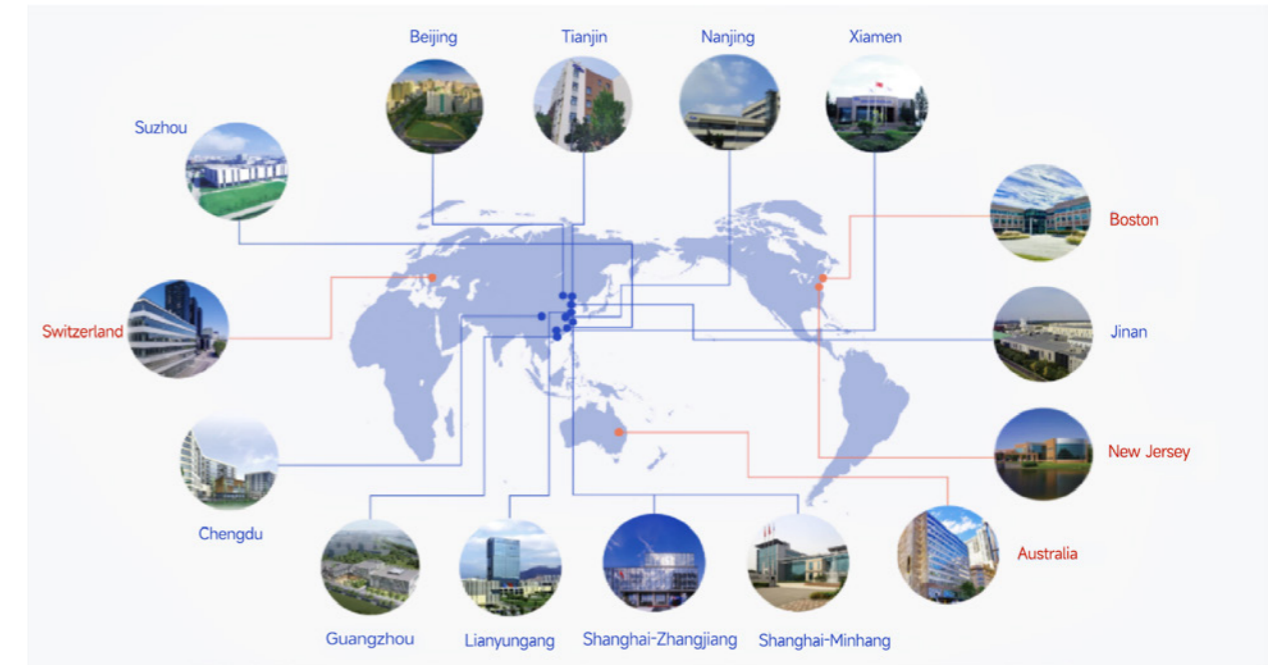 Beijing
Tianjin
Nanjing
Xiamen
Suzhou
Boston
Switzerland
Jinan
New Jersey
Chengdu
Australia
Guangzhou
Lianyungang
Shanghai-Zhangjiang
Shanghai-Minhang